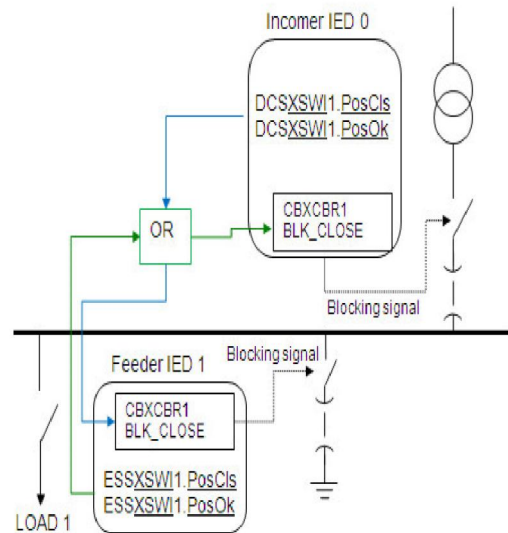 Incomer IED 0
DCSXSWI1.PosCls
DCSXSWI1.PosOk
OR
CBXCBR1
BLK_CLOSE
Blocking signal
Feeder IED 1
Blocking signal
CBXCBR1
BLK_CLOSE
ESSXSWI1.PosCls
ESSXSWI1.PosOk
LOAD 1